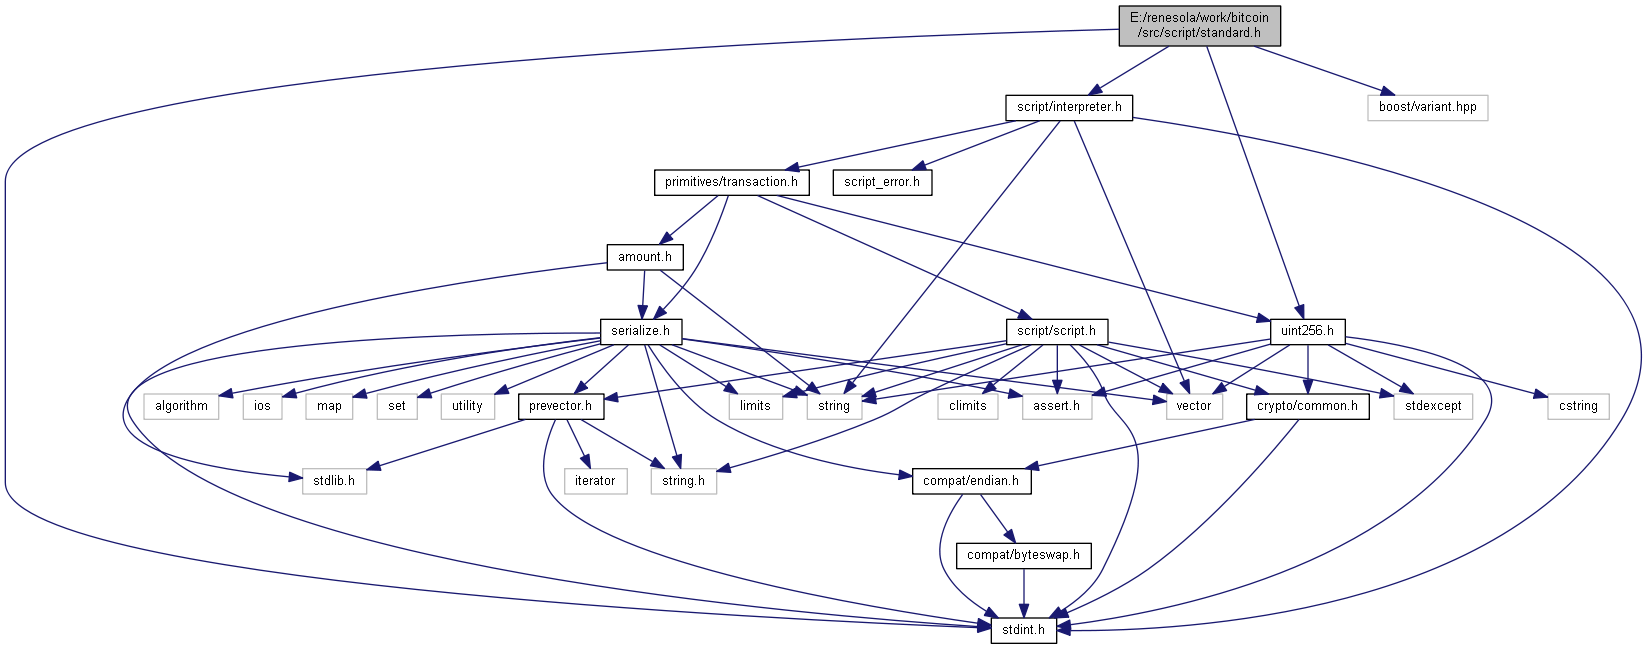 E:/renesola/work/bitcoin
/src/script/standard.h
script/interpreter.h
boost/variant.hpp
primitives/transaction.h
script_error.h
amount.h
serialize.h
script/script.h
uint256.h
algorithm
ios
map
set
utility
prevector.h
limits
string
climits
assert.h
vector
crypto/common.h
stdexcept
cstring
stdlib.h
iterator
string.h
compat/endian.h
compat/byteswap.h
stdint.h